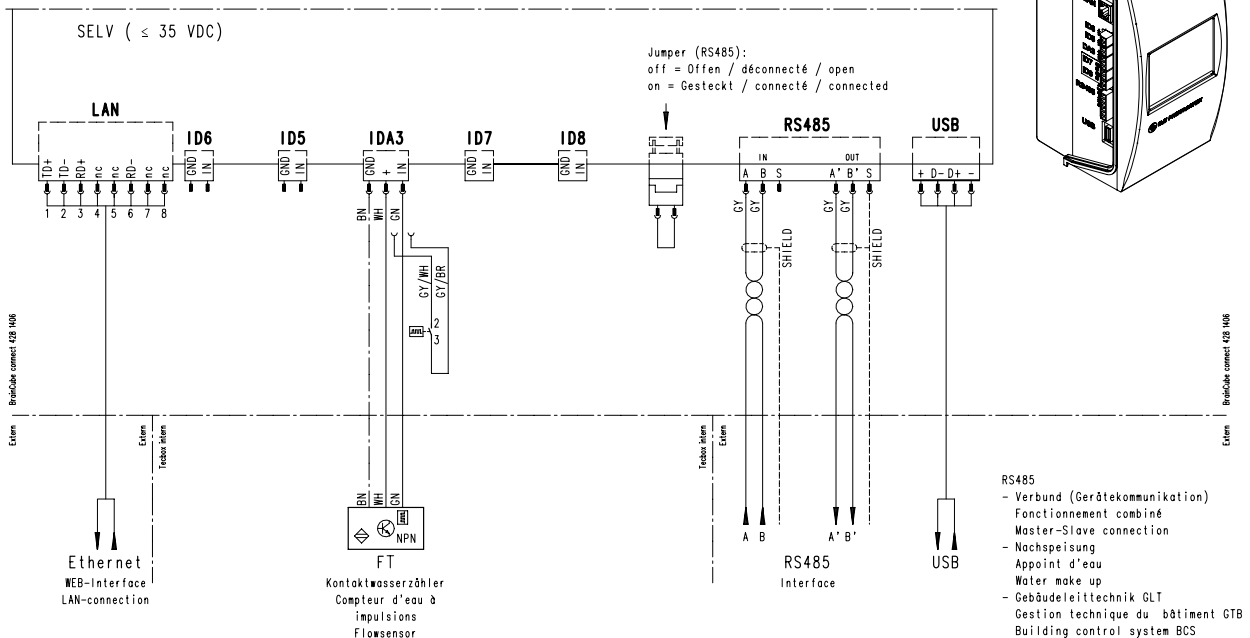 SELV ( ≤ 35 VDC)
Jumper (RS485):
off = Offen / déconnecté / open
on = Gesteckt / connecté / connected
LAN
ID6
ID5
IDA3
ID7
ID8
RS485
USB
TD+ TD- RD+ nc nc RD- nc nc
GND IN
GND IN
GND + IN
GND IN
GND IN
IN OUT
A B S A' B' S
+ D- D+ -
1 2 3 4 5 6 7 8
BN WH GN
GY/WH GY/BR
2
3
GY GY GY GY
SHIELD SHIELD
BrainCube connect 428 1406
BrainCube connect 428 1406
Extern
Extern
Tecbox intern
Tecbox intern
Extern
Extern
BN WH GN
NPN
A B A' B'
Ethernet
WEB-Interface
LAN-connection
FT
Kontaktwasserzähler
Compteur d'eau à
impulsions
Flowsensor
RS485
Interface
USB
RS485
- Verbund (Gerätekommunikation)
Fonctionnement combiné
Master-Slave connection
- Nachspeisung
Appoint d'eau
Water make up
- Gebäudeleittechnik GLT
Gestion technique du bâtiment GTB
Building control system BCS
ID7
ID8
RS485
USB